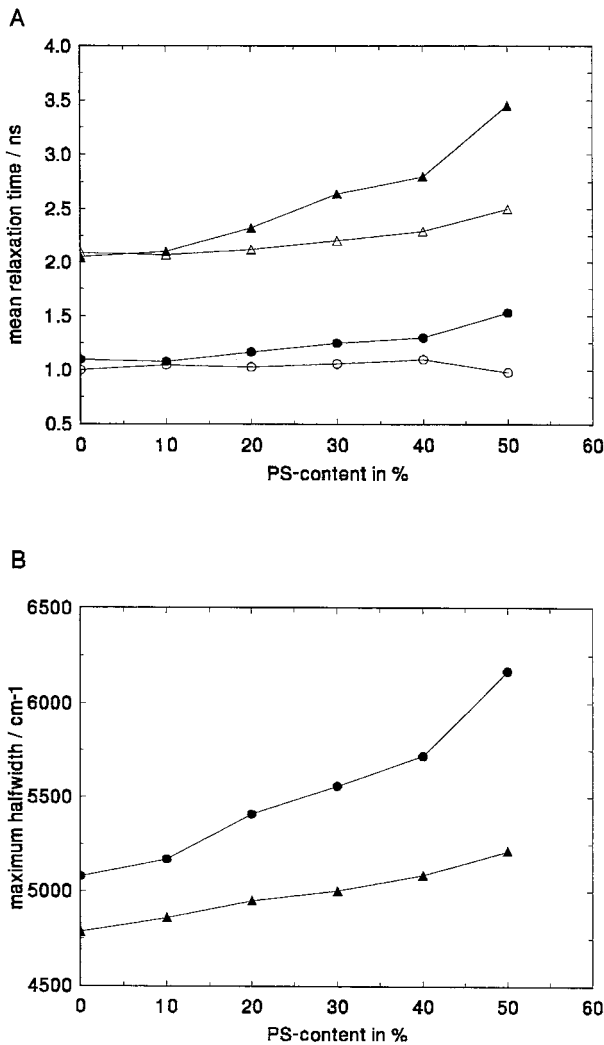 A
4.0
3.5
3.0
2.5
2.0
1.5
1.0
0.5
mean relaxation time / ns
0 10 20 30 40 50 60
PS-content in %
B
6500
6000
5500
5000
4500
maximum halfwidth / cm-1
0 10 20 30 40 50 60
PS-content in %